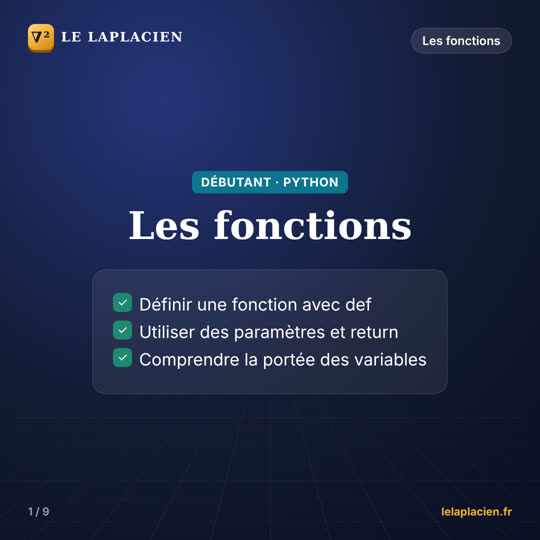 ∇²
LE LAPLACIEN
Les fonctions
DÉBUTANT · PYTHON
Les fonctions
Définir une fonction avec def
Utiliser des paramètres et return
Comprendre la portée des variables
1 / 9
lelaplacien.fr